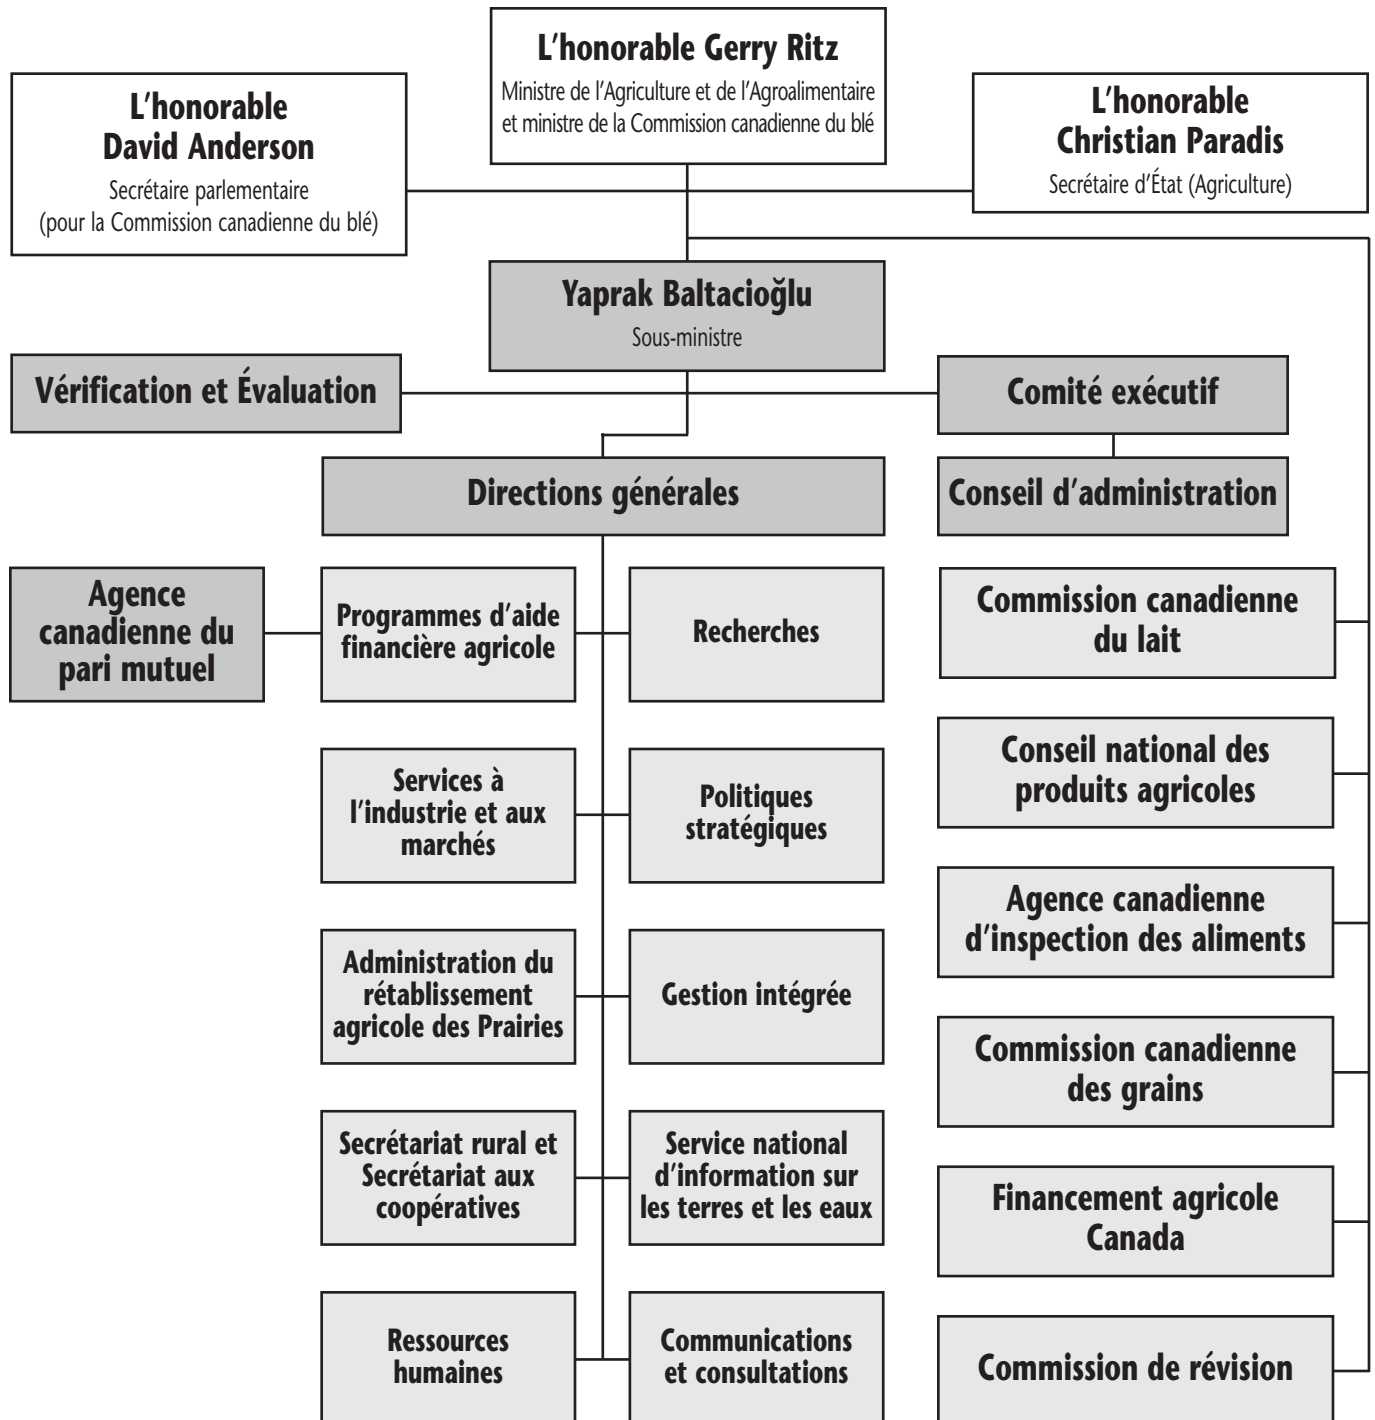 L'honorable Gerry Ritz
Ministre de l'Agriculture et de l'Agroalimentaire
et ministre de la Commission canadienne du blé
L'honorable
David Anderson
Secrétaire parlementaire
(pour la Commission canadienne du blé)
L'honorable
Christian Paradis
Secrétaire d'État (Agriculture)
Yaprak Baltacioğlu
Sous-ministre
Vérification et Évaluation
Comité exécutif
Directions générales
Conseil d'administration
Agence
canadienne du
pari mutuel
Programmes d'aide
financière agricole
Recherches
Commission canadienne
du lait
Services à
l'industrie et aux
marchés
Politiques
stratégiques
Conseil national des
produits agricoles
Agence canadienne
d'inspection des aliments
Administration du
rétablissement
agricole des Prairies
Gestion intégrée
Commission canadienne
des grains
Secrétariat rural et
Secrétariat aux
coopératives
Service national
d'information sur
les terres et les eaux
Financement agricole
Canada
Ressources
humaines
Communications
et consultations
Commission de révision